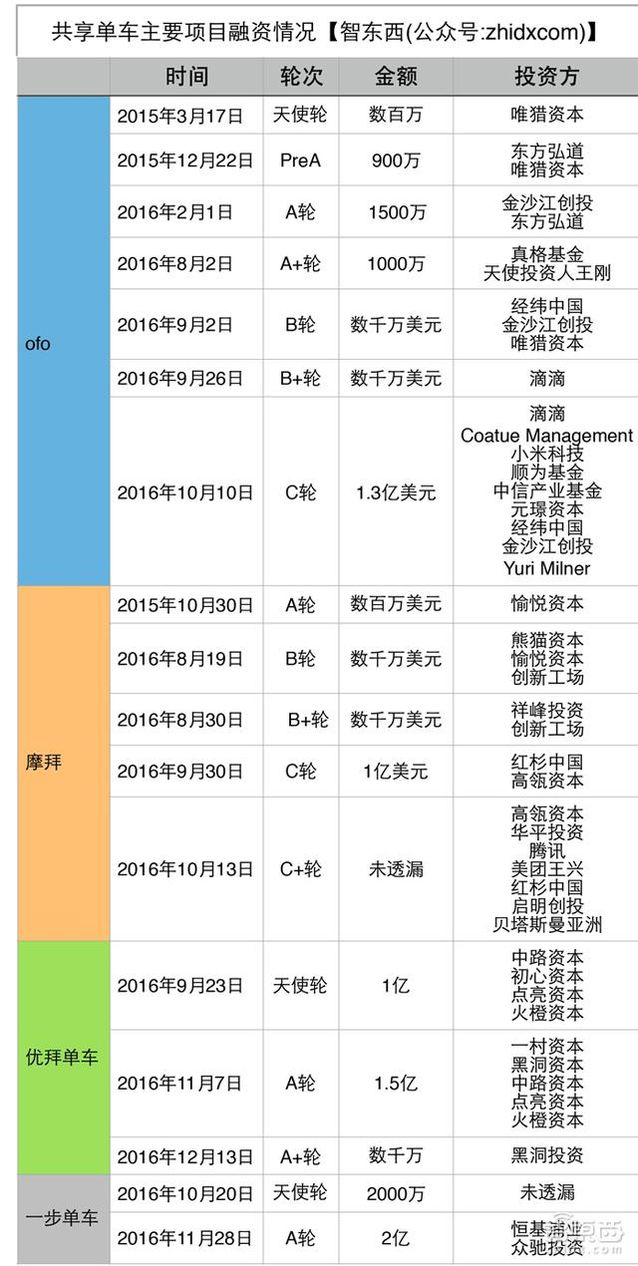 共享单车主要项目融资情况【智东西(公众号:zhidxcom)】
时间 轮次 金额 投资方
ofo
2015年3月17日 天使轮 数百万 唯猎资本
2015年12月22日 PreA 900万 东方弘道
唯猎资本
2016年2月1日 A轮 1500万 金沙江创投
东方弘道
2016年8月2日 A+轮 1000万 真格基金
天使投资人王刚
2016年9月2日 B轮 数千万美元 经纬中国
金沙江创投
唯猎资本
2016年9月26日 B+轮 数千万美元 滴滴
2016年10月10日 C轮 1.3亿美元 滴滴
Coatue Management
小米科技
顺为基金
中信产业基金
元璟资本
经纬中国
金沙江创投
Yuri Milner
摩拜
2015年10月30日 A轮 数百万美元 愉悦资本
2016年8月19日 B轮 数千万美元 熊猫资本
愉悦资本
创新工场
2016年8月30日 B+轮 数千万美元 祥峰投资
创新工场
2016年9月30日 C轮 1亿美元 红杉中国
高瓴资本
2016年10月13日 C+轮 未透漏 高瓴资本
华平投资
腾讯
美团王兴
红杉中国
启明创投
贝塔斯曼亚洲
优拜单车
2016年9月23日 天使轮 1亿 中路资本
初心资本
点亮资本
火橙资本
2016年11月7日 A轮 1.5亿 一村资本
黑洞资本
中路资本
点亮资本
火橙资本
2016年12月13日 A+轮 数千万 黑洞投资
一步单车
2016年10月20日 天使轮 2000万 未透漏
2016年11月28日 A轮 2亿 恒基浦业
众驰投资